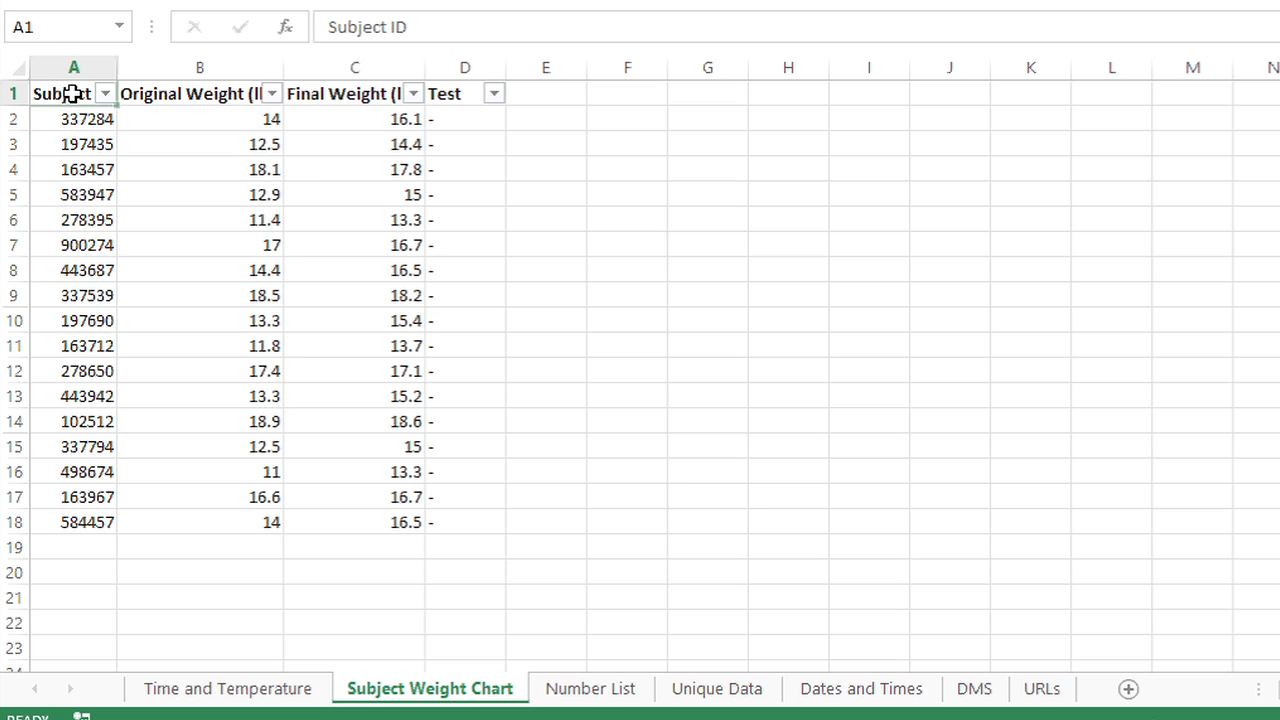 A1 Subject ID
A B C D E F G H I J K L M N
1 Subject Original Weight (l Final Weight (l Test
2 337284 14 16.1 -
3 197435 12.5 14.4 -
4 163457 18.1 17.8 -
5 583947 12.9 15 -
6 278395 11.4 13.3 -
7 900274 17 16.7 -
8 443687 14.4 16.5 -
9 337539 18.5 18.2 -
10 197690 13.3 15.4 -
11 163712 11.8 13.7 -
12 278650 17.4 17.1 -
13 443942 13.3 15.2 -
14 102512 18.9 18.6 -
15 337794 12.5 15 -
16 498674 11 13.3 -
17 163967 16.6 16.7 -
18 584457 14 16.5 -
19
20
21
22
23
24
Time and Temperature Subject Weight Chart Number List Unique Data Dates and Times DMS URLs
READY